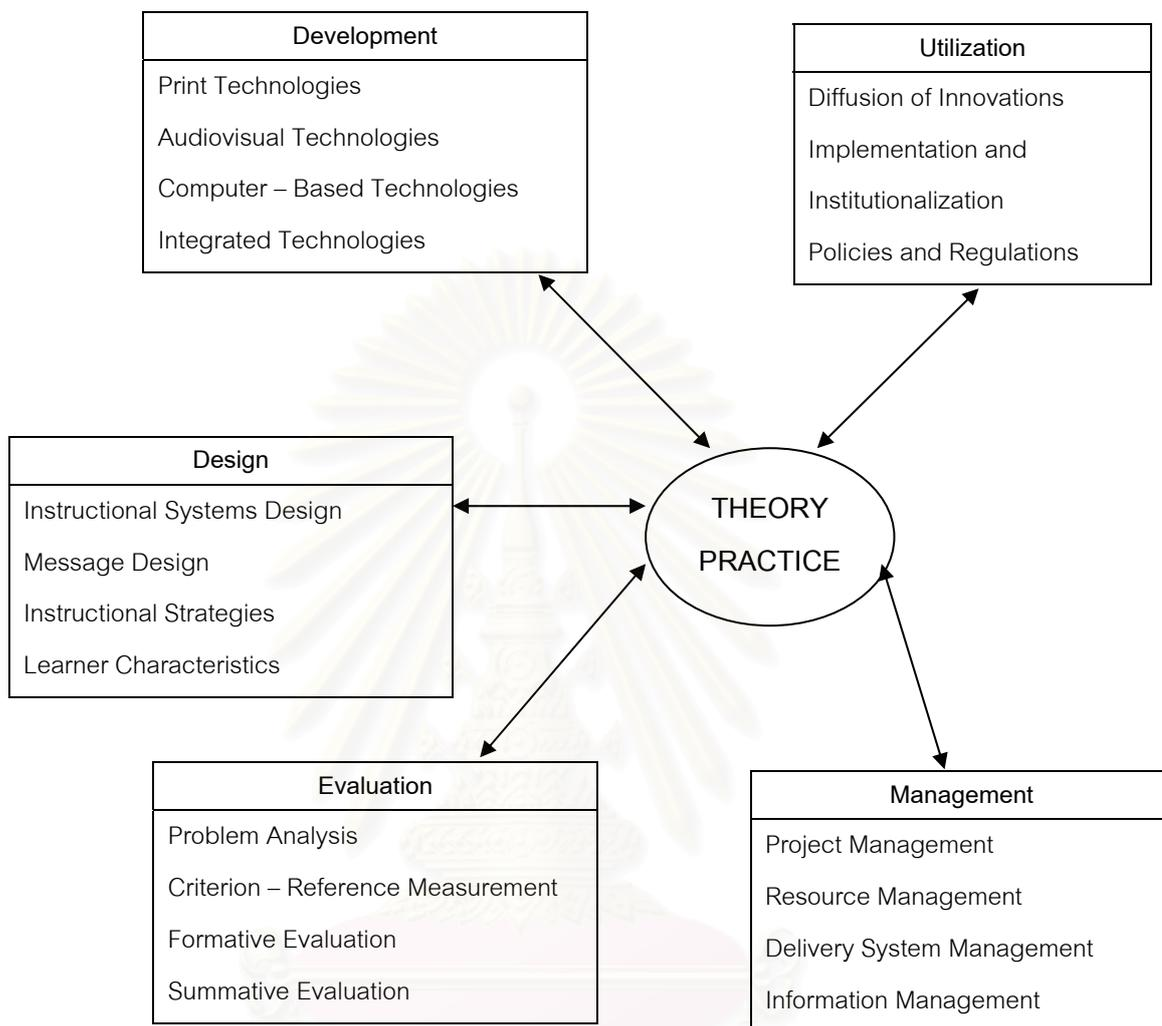 Development
Print Technologies
Audiovisual Technologies
Computer – Based Technologies
Integrated Technologies
Utilization
Diffusion of Innovations
Implementation and
Institutionalization
Policies and Regulations
Design
Instructional Systems Design
Message Design
Instructional Strategies
Learner Characteristics
THEORY
PRACTICE
Evaluation
Problem Analysis
Criterion – Reference Measurement
Formative Evaluation
Summative Evaluation
Management
Project Management
Resource Management
Delivery System Management
Information Management